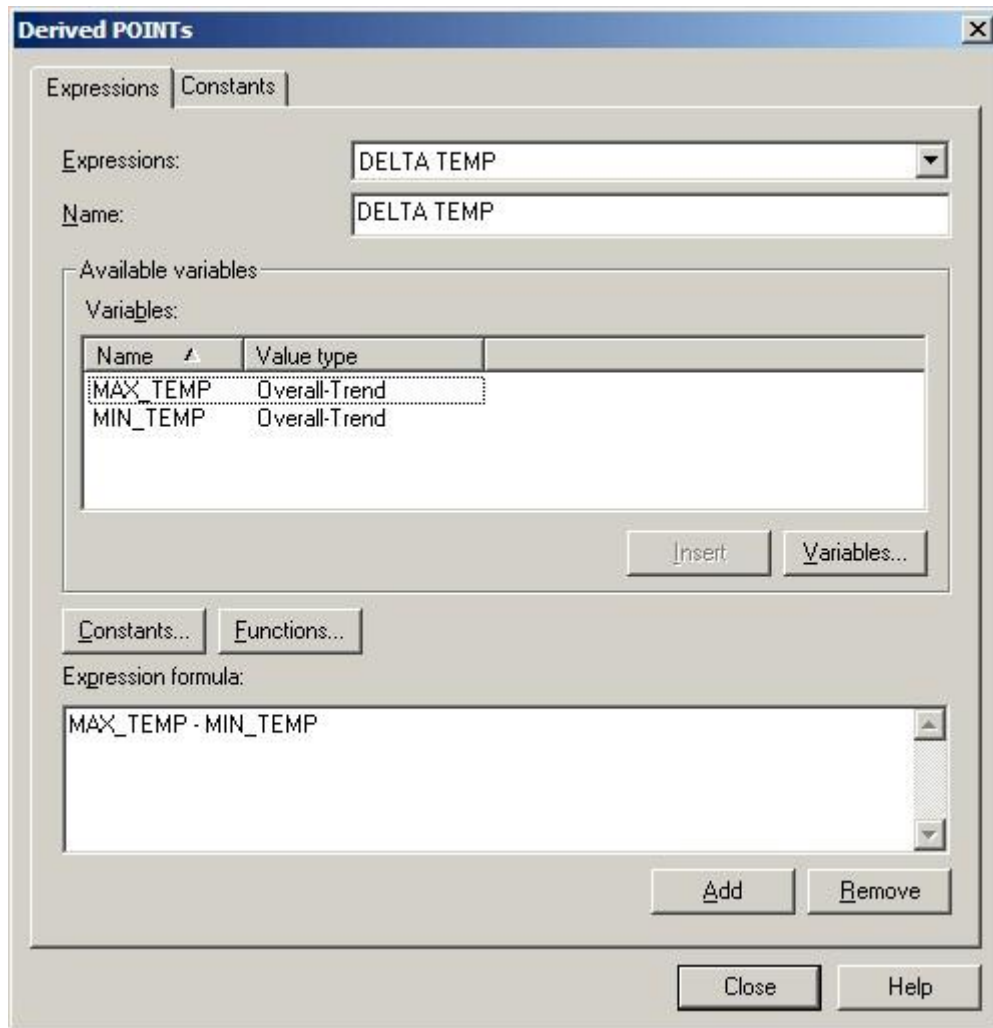 Derived POINTs
Expressions Constants
Expressions: DELTA TEMP
Name: DELTA TEMP
Available variables
Variables:
Name Value type
MAX_TEMP Overall-Trend
MIN_TEMP Overall-Trend
Insert Variables...
Constants... Functions...
Expression formula:
MAX_TEMP - MIN_TEMP
Add Remove
Close Help